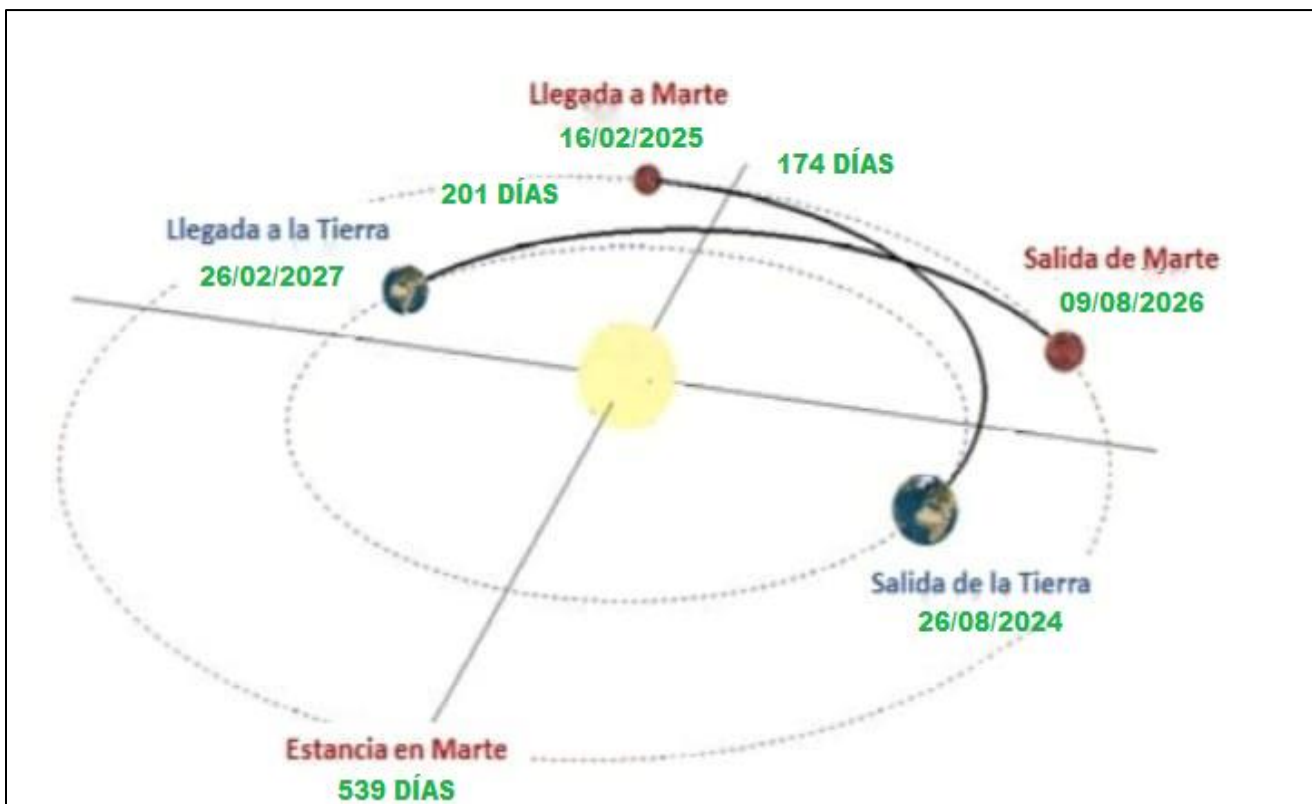 Llegada a Marte
16/02/2025
174 DÍAS
201 DÍAS
Llegada a la Tierra
26/02/2027
Salida de Marte
09/08/2026
Salida de la Tierra
26/08/2024
Estancia en Marte
539 DÍAS